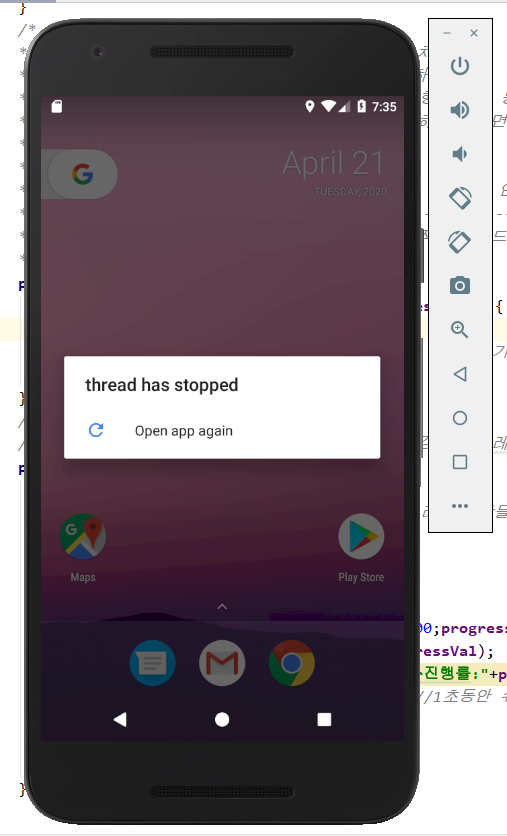 }
/*
7:35
April 21
TUESDAY, 2020
G
{
thread has stopped
Open app again
}
Maps
Play Store
00;progres
ressVal);
진행률:"+p
//1초동안
}